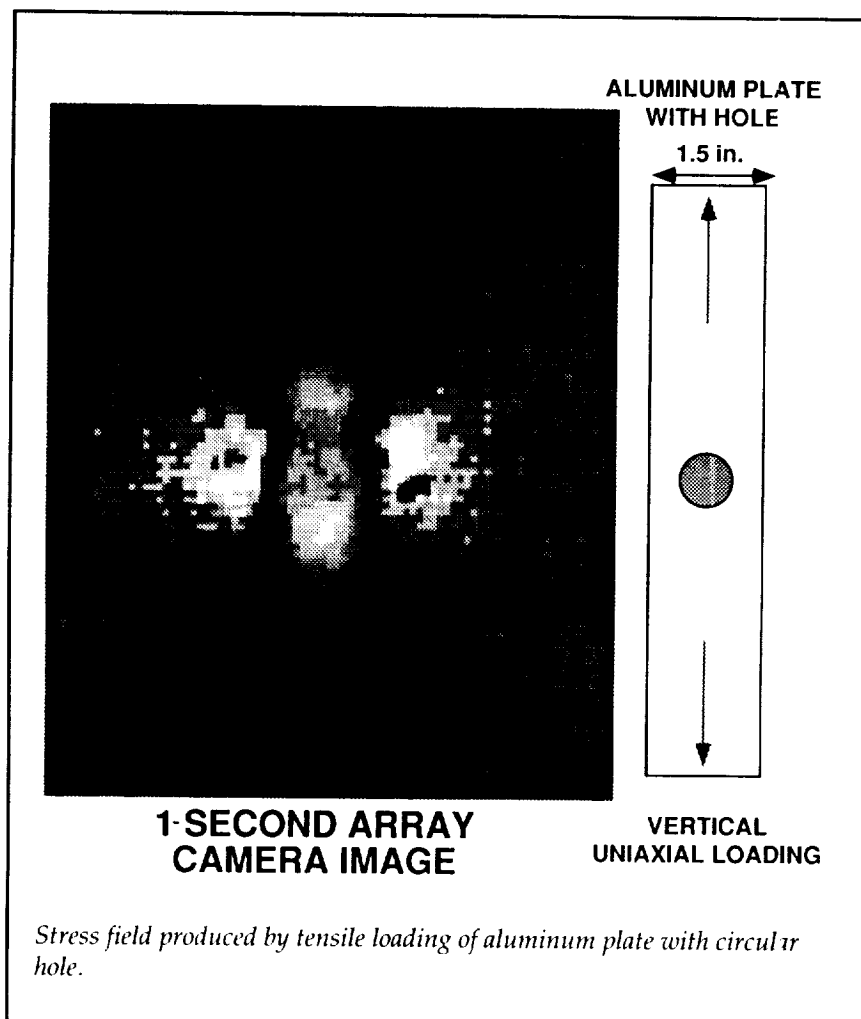 ALUMINUM PLATE
WITH HOLE
1.5 in.
1-SECOND ARRAY
CAMERA IMAGE
VERTICAL
UNIAXIAL LOADING
Stress field produced by tensile loading of aluminum plate with circular
hole.